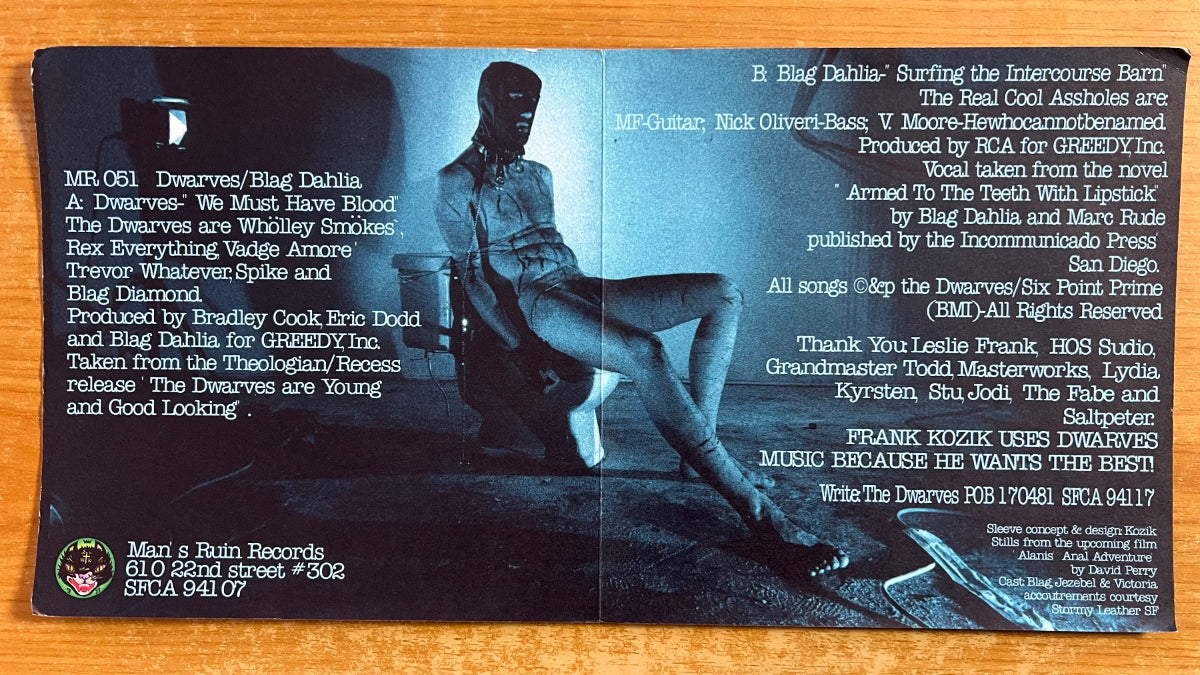 MR 051 Dwarves/Blag Dahlia
A: Dwarves-" We Must Have Blood"
The Dwarves are Whölley Smökes',
Rex Everything, Vadge Amore'
Trevor Whatever, Spike and
Blag Diamond.
Produced by Bradley Cook, Eric Dodd
and Blag Dahlia for GREEDY, Inc.
Taken from the Theologian/Recess
release ' The Dwarves are Young
and Good Looking" .
Man' s Ruin Records
61 0 22nd street #302
SFCA 941 07
B: Blag Dahlia-" Surfing the Intercourse Barn"
The Real Cool Assholes are:
MF-Guitar; Nick Oliveri-Bass; V. Moore-Hewhocannotbenamed.
Produced by RCA for GREEDY, Inc.
Vocal taken from the novel
" Armed To The Teeth With Lipstick"
by Blag Dahlia and Marc Rude
published by the Incommunicado Press'
San Diego.
All songs ©&p the Dwarves/Six Point Prime
(BMI)-All Rights Reserved
Thank You: Leslie Frank, HOS Sudio,
Grandmaster Todd, Masterworks, Lydia
Kyrsten, Stu, Jodi, The Fabe and
Saltpeter.
FRANK KOZIK USES DWARVES
MUSIC BECAUSE HE WANTS THE BEST!
Write: The Dwarves POB 170481 SFCA 94117
Sleeve concept & design: Kozik
Stills from the upcoming film
' Alanis' Anal Adventure'
by David Perry
Cast: Blag, Jezebel & Victoria
accoutrements courtesy
Stormy Leather SF